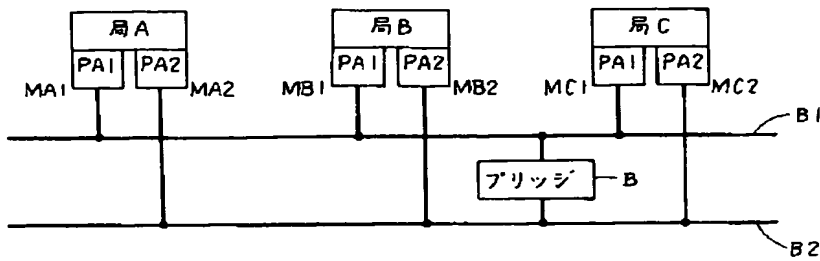 局A 局B 局C
PA1 PA2 PA1 PA2 PA1 PA2
MA1 MA2 MB1 MB2 MC1 MC2
B1
ブリッジ B
B2